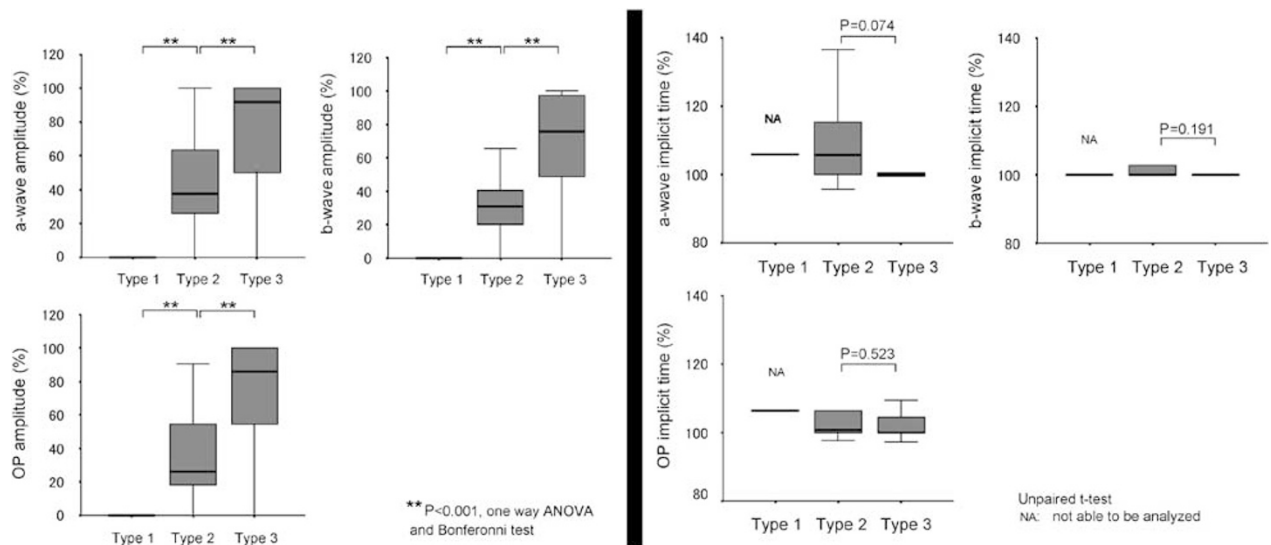 ** **
a-wave amplitude (%)
120
100
80
60
40
20
0
Type 1 Type 2 Type 3
** **
b-wave amplitude (%)
120
100
80
60
40
20
0
Type 1 Type 2 Type 3
** **
OP amplitude (%)
120
100
80
60
40
20
0
Type 1 Type 2 Type 3
**P<0.001, one way ANOVA
and Bonferonni test
P=0.074
a-wave implicit time (%)
140
120
100
80
NA
Type 1 Type 2 Type 3
b-wave implicit time (%)
140
120
100
80
NA
P=0.191
Type 1 Type 2 Type 3
OP implicit time (%)
140
120
100
80
NA
P=0.523
Type 1 Type 2 Type 3
Unpaired t-test
NA: not able to be analyzed